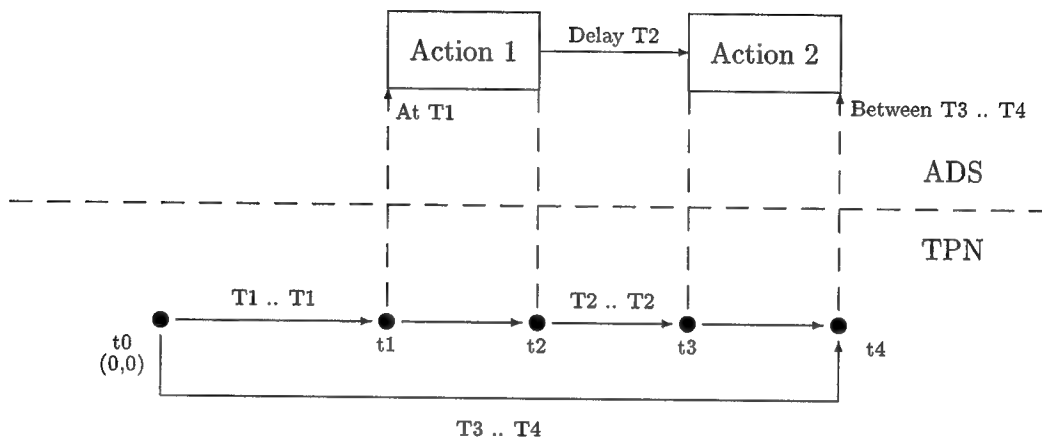 Action 1
Delay T2
Action 2
At T1
Between T3 .. T4
ADS
TPN
T1 .. T1
T2 .. T2
t0
(0,0)
t1
t2
t3
t4
T3 .. T4